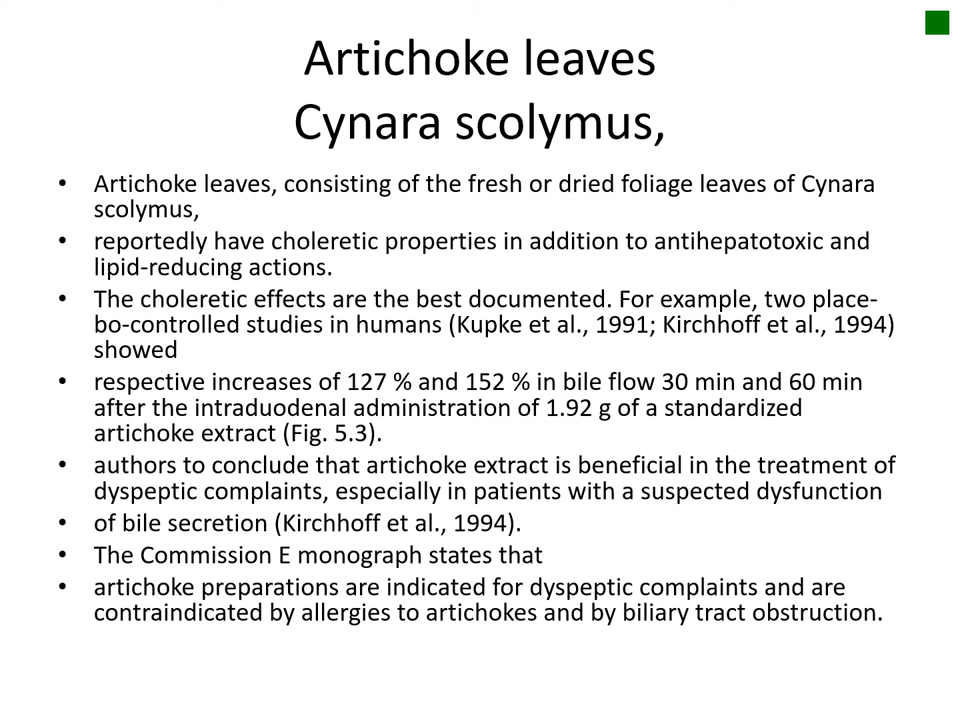 Artichoke leaves
Cynara scolymus,
• Artichoke leaves, consisting of the fresh or dried foliage leaves of Cynara
scolymus,
• reportedly have choleretic properties in addition to antihepatotoxic and
lipid-reducing actions.
• The choleretic effects are the best documented. For example, two place-
bo-controlled studies in humans (Kupke et al., 1991; Kirchhoff et al., 1994)
showed
• respective increases of 127 % and 152 % in bile flow 30 min and 60 min
after the intraduodenal administration of 1.92 g of a standardized
artichoke extract (Fig. 5.3).
• authors to conclude that artichoke extract is beneficial in the treatment of
dyspeptic complaints, especially in patients with a suspected dysfunction
• of bile secretion (Kirchhoff et al., 1994).
• The Commission E monograph states that
• artichoke preparations are indicated for dyspeptic complaints and are
contraindicated by allergies to artichokes and by biliary tract obstruction.